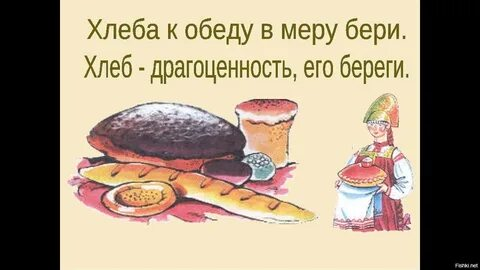 Хлеба к обеду в меру бери.
Хлеб - драгоценность, его береги.
Fishki.net